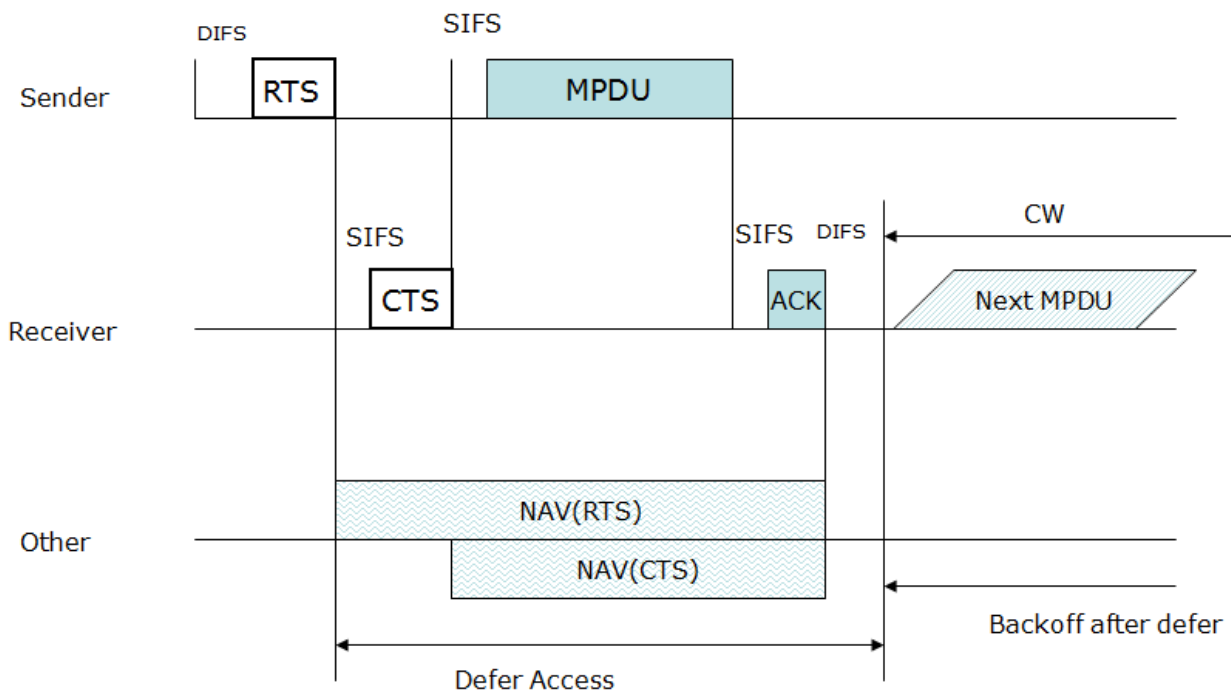 DIFS
SIFS
Sender
RTS
MPDU
SIFS
SIFS
DIFS
CW
Receiver
CTS
ACK
Next MPDU
Other
NAV(RTS)
NAV(CTS)
Backoff after defer
Defer Access